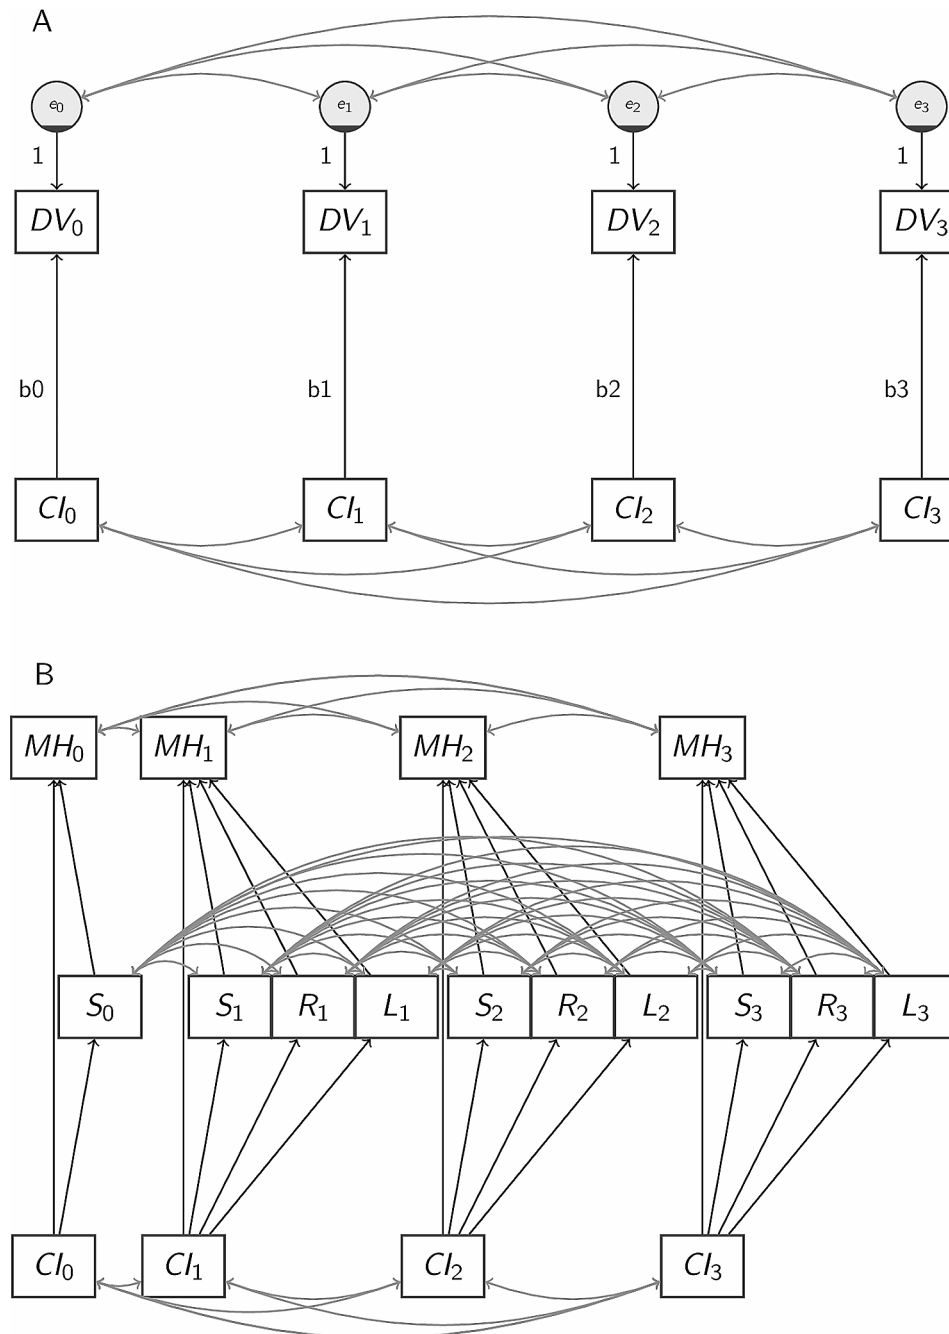 A
e₀ e₁ e₂ e₃
1 1 1 1
DV₀ DV₁ DV₂ DV₃
b0 b1 b2 b3
CI₀ CI₁ CI₂ CI₃
B
MH₀ MH₁ MH₂ MH₃
S₀ S₁ R₁ L₁ S₂ R₂ L₂ S₃ R₃ L₃
CI₀ CI₁ CI₂ CI₃